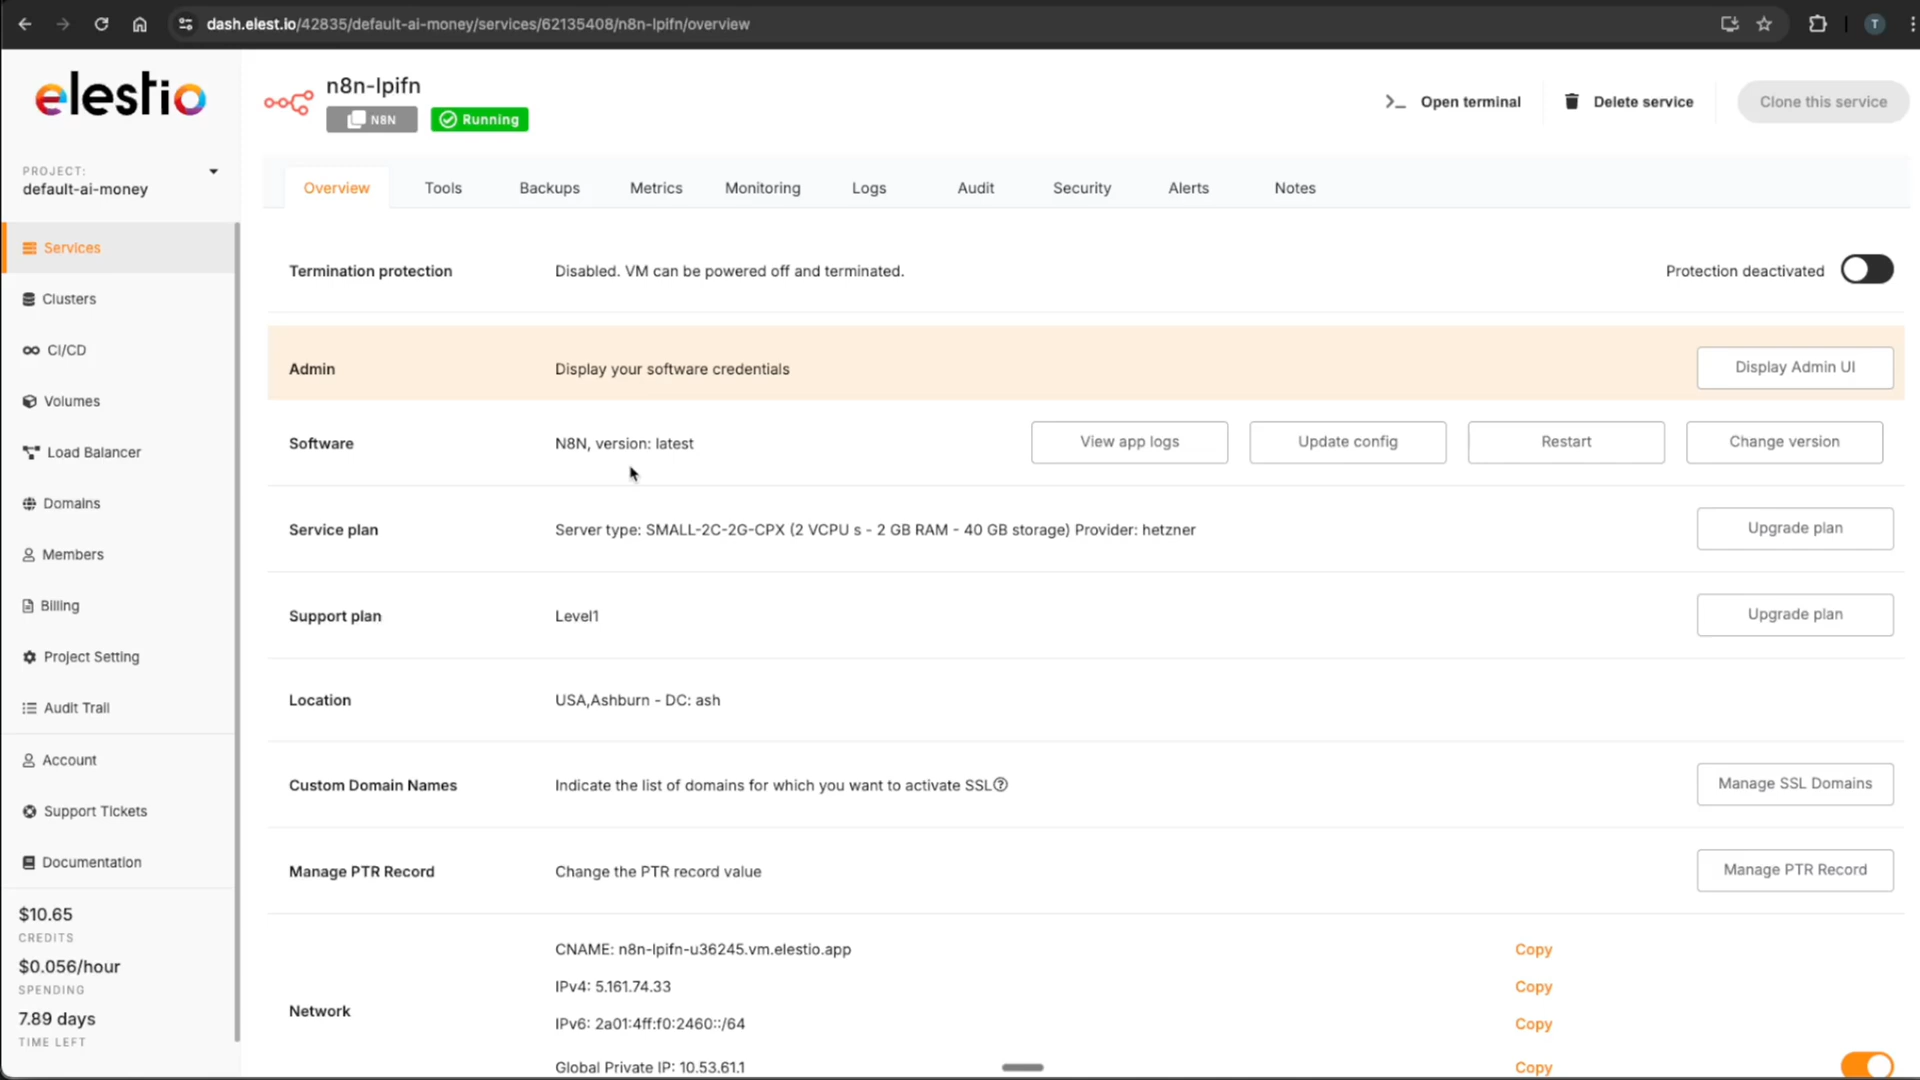 dash.elest.io/42835/default-ai-money/services/62135408/n8n-lpifn/overview
T
elestio
PROJECT:
default-ai-money
Services
Clusters
CI/CD
Volumes
Load Balancer
Domains
Members
Billing
Project Setting
Audit Trail
Account
Support Tickets
Documentation
$10.65
CREDITS
$0.056/hour
SPENDING
7.89 days
TIME LEFT
n8n-lpifn
N8N
Running
Open terminal
Delete service
Clone this service
Overview
Tools
Backups
Metrics
Monitoring
Logs
Audit
Security
Alerts
Notes
Termination protection
Disabled. VM can be powered off and terminated.
Protection deactivated
Admin
Display your software credentials
Display Admin UI
Software
N8N, version: latest
View app logs
Update config
Restart
Change version
Service plan
Server type: SMALL-2C-2G-CPX (2 VCPU s - 2 GB RAM - 40 GB storage) Provider: hetzner
Upgrade plan
Support plan
Level1
Upgrade plan
Location
USA,Ashburn - DC: ash
Custom Domain Names
Indicate the list of domains for which you want to activate SSL
Manage SSL Domains
Manage PTR Record
Change the PTR record value
Manage PTR Record
Network
CNAME: n8n-lpifn-u36245.vm.elestio.app
Copy
IPv4: 5.161.74.33
Copy
IPv6: 2a01:4ff:f0:2460::/64
Copy
Global Private IP: 10.53.61.1
Copy